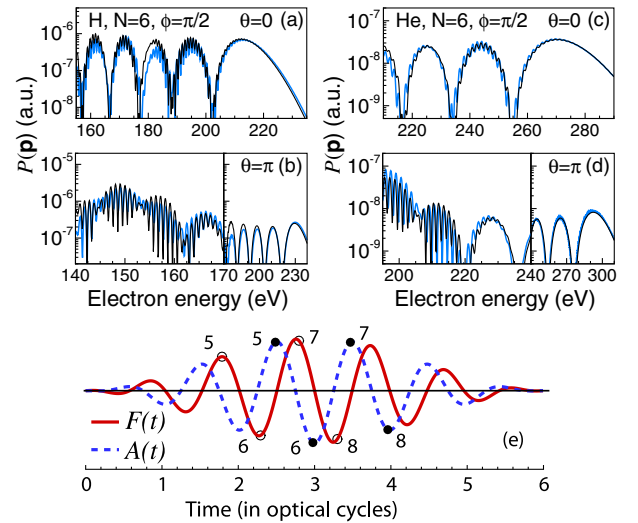 H, N=6, ϕ=π/2 θ=0 (a)
He, N=6, ϕ=π/2 θ=0 (c)
10⁻⁶
10⁻⁷
10⁻⁸
160 180 200 220
10⁻⁷
10⁻⁸
10⁻⁹
220 240 260 280
P(p) (a.u.)
P(p) (a.u.)
θ=π (b)
θ=π (d)
10⁻⁵
10⁻⁶
10⁻⁷
140 150 160 170 200 230
10⁻⁷
10⁻⁸
10⁻⁹
200 220 240 270 300
Electron energy (eV)
Electron energy (eV)
5 5 7 7
6 6 8 8
F(t)
A(t)
(e)
0 1 2 3 4 5 6
Time (in optical cycles)